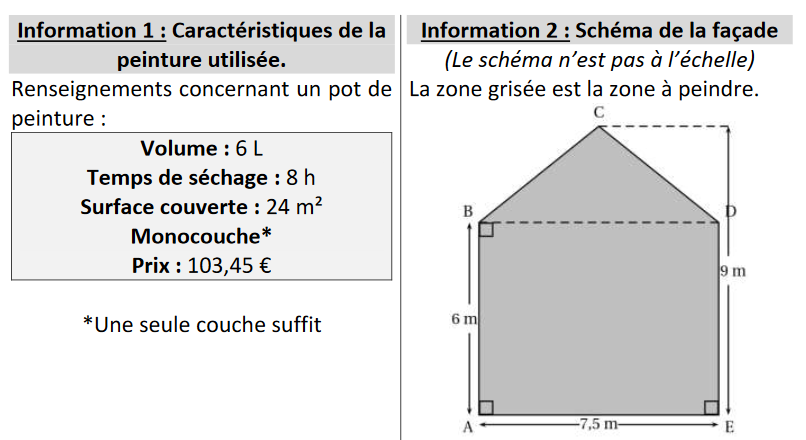 Information 1 : Caractéristiques de la
peinture utilisée.
Renseignements concernant un pot de
peinture :
Volume : 6 L
Temps de séchage : 8 h
Surface couverte : 24 m²
Monocouche*
Prix : 103,45 €
*Une seule couche suffit
Information 2 : Schéma de la façade
(Le schéma n’est pas à l’échelle)
La zone grisée est la zone à peindre.
C
B
D
9 m
6 m
A
7,5 m
E